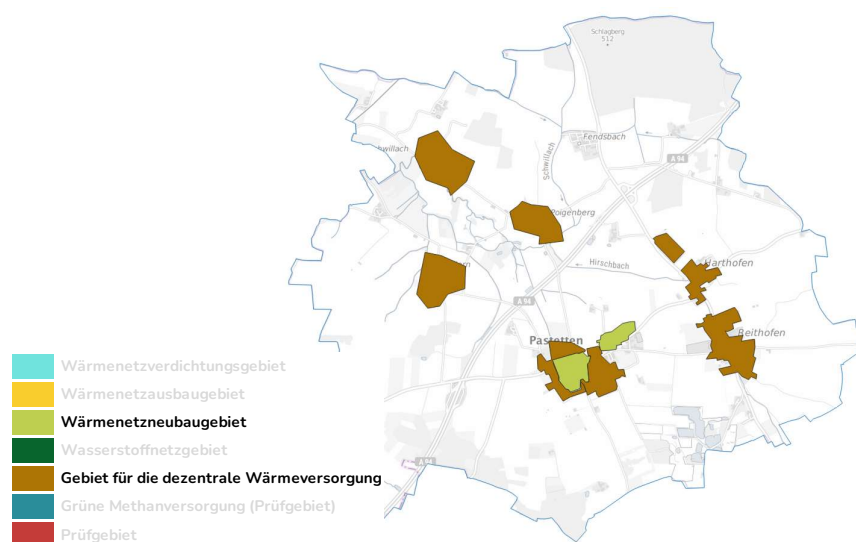 Schlagberg
512
Fendsbach
A 94
Schwillach
Poigenberg
Harthofen
Hirschbach
A 94
Reithofen
Pastetten
Wärmenetzverdichtungsgebiet
Wärmenetzausbaugebiet
Wärmenetzneubaugebiet
Wasserstoffnetzgebiet
A 94
Gebiet für die dezentrale Wärmeversorgung
Grüne Methanversorgung (Prüfgebiet)
Prüfgebiet